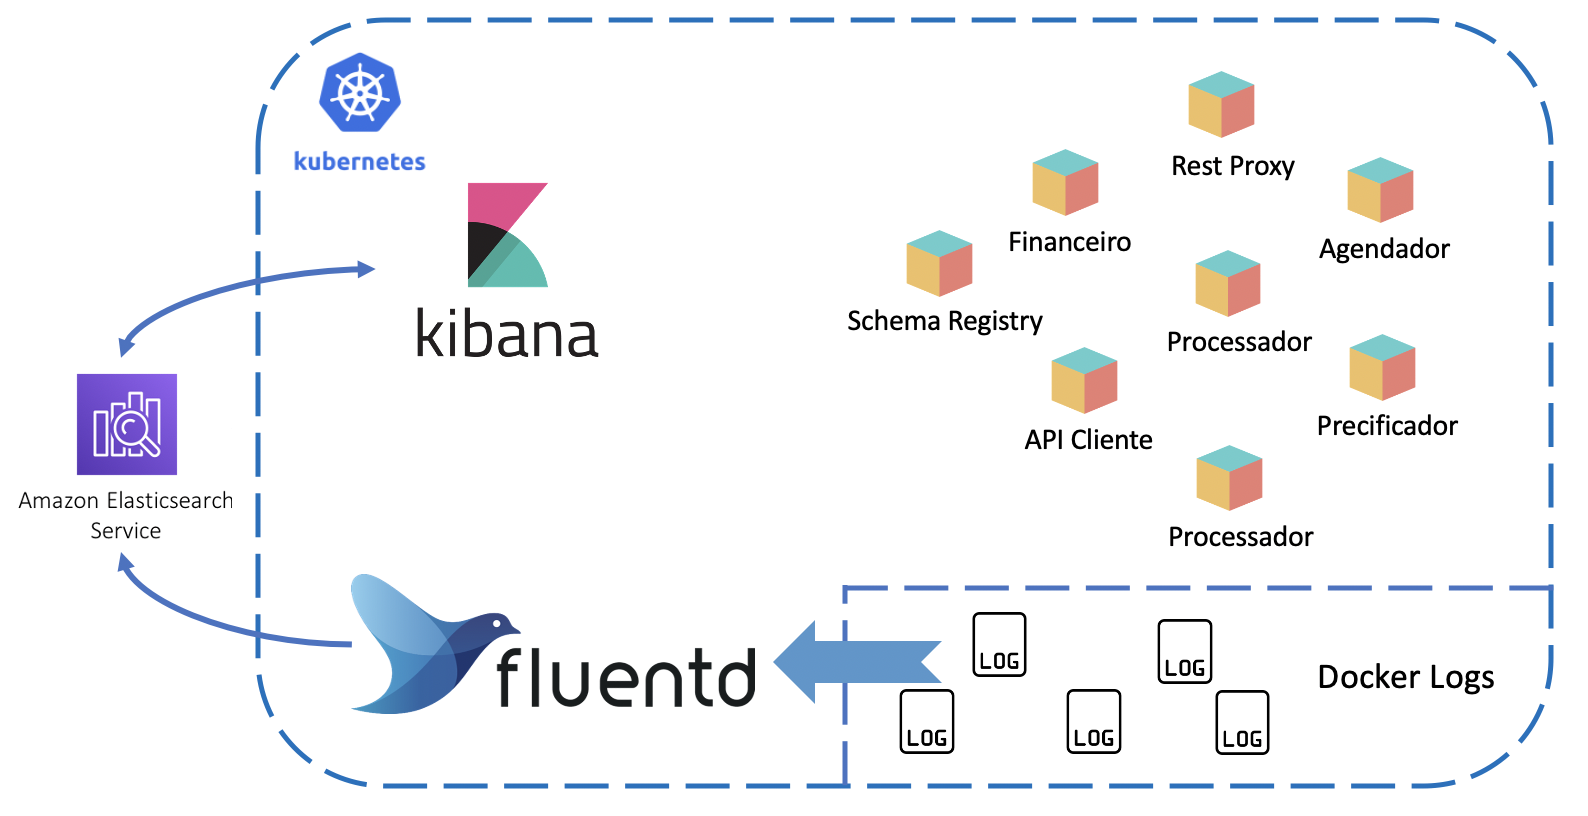 kubernetes
kibana
Rest Proxy
Financeiro
Agendador
Schema Registry
Processador
API Cliente
Precificador
Processador
Amazon Elasticsearch
Service
fluentd
LOG
LOG
Docker Logs
LOG
LOG
LOG